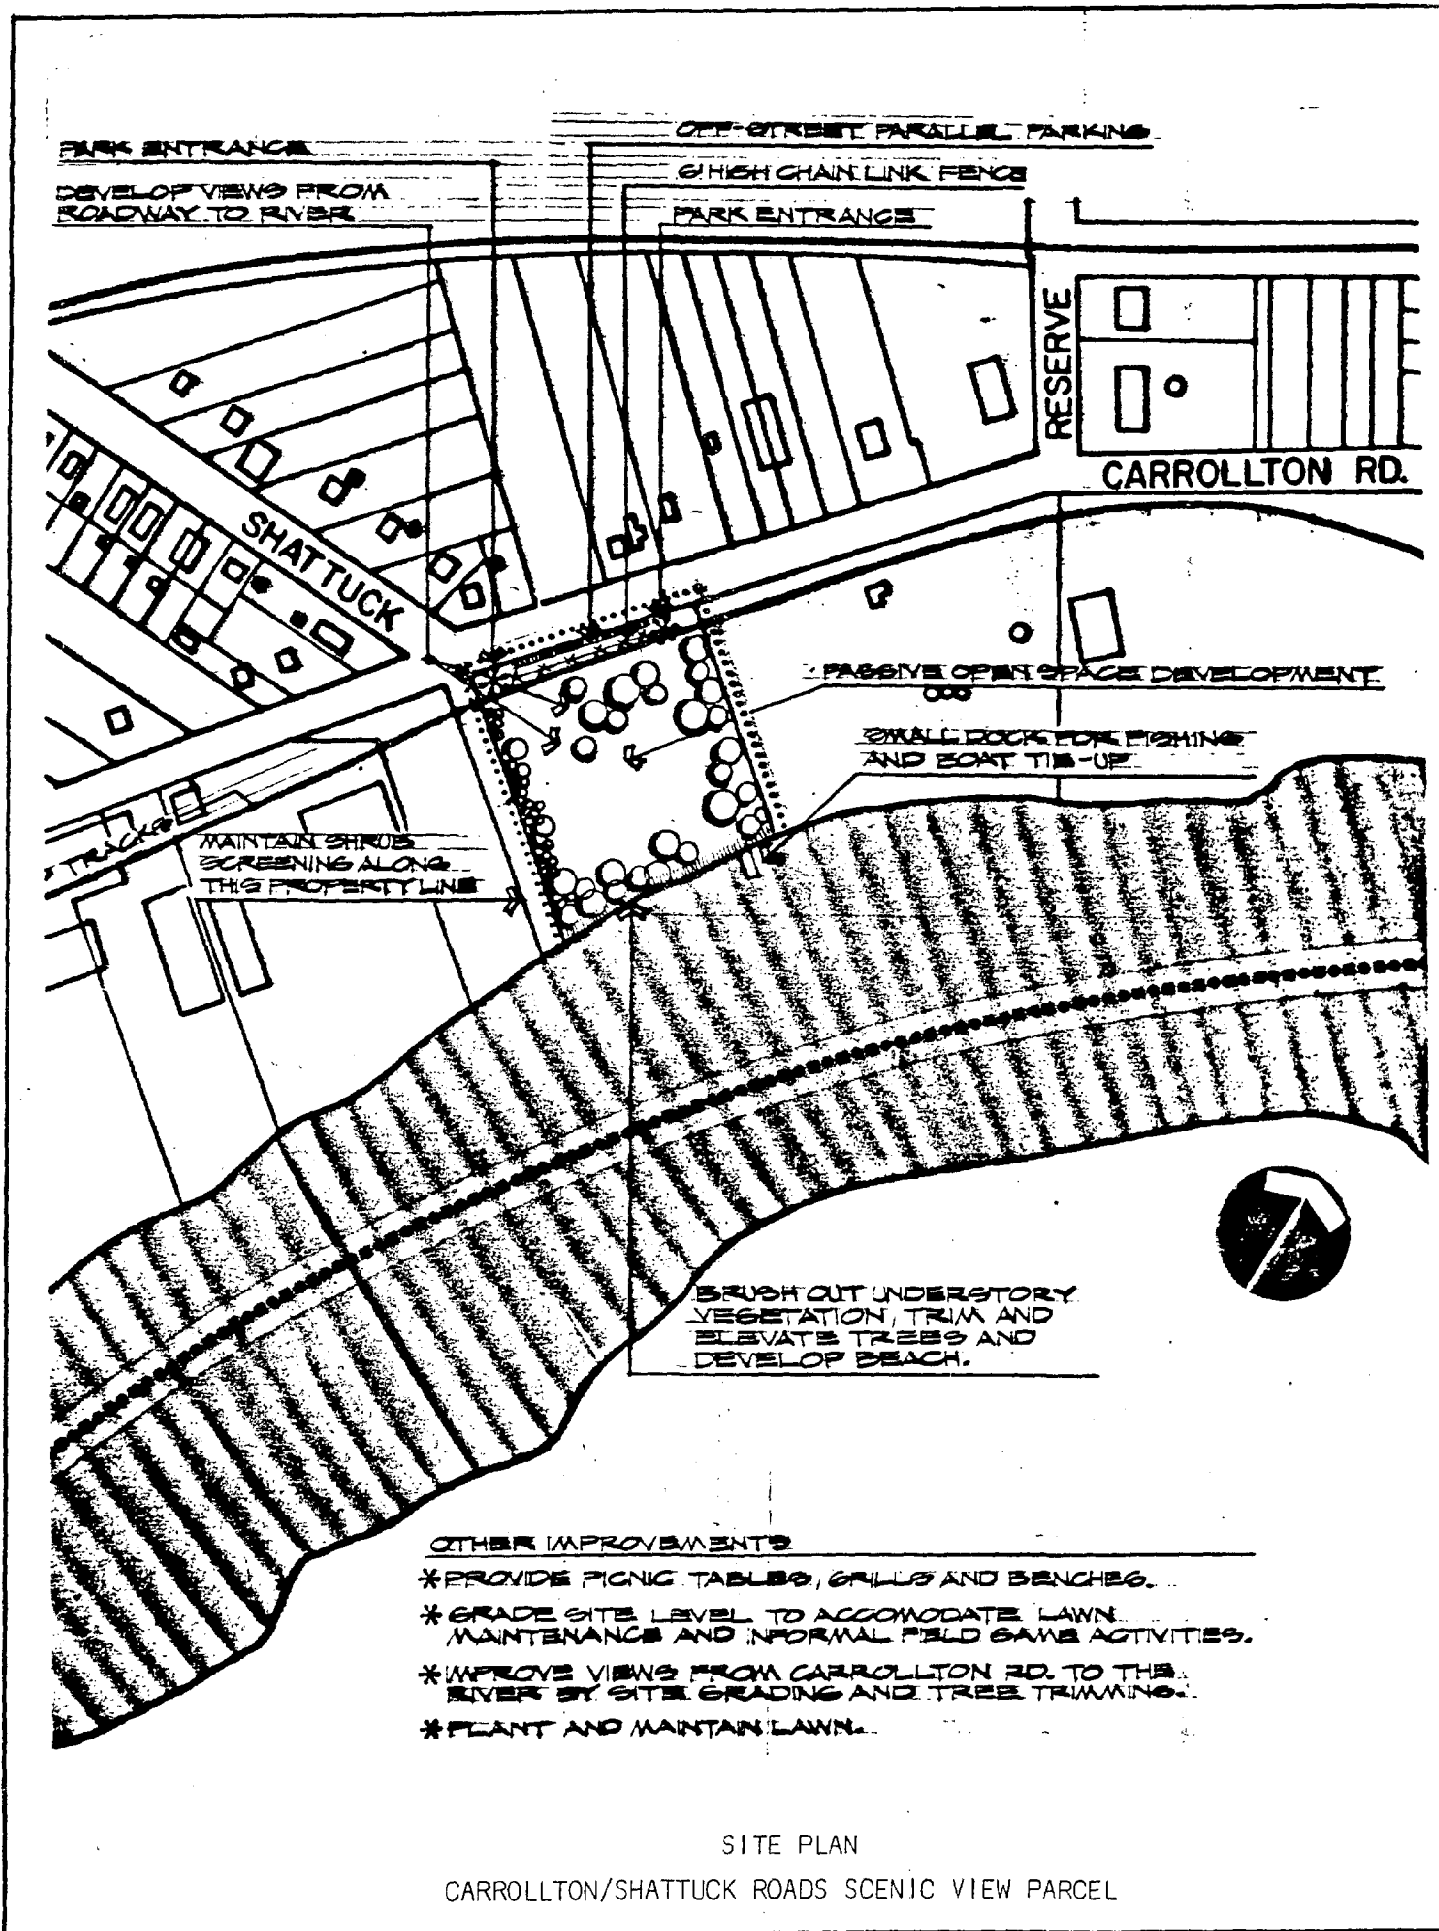 OFF-STREET PARALLEL PARKING
PARK ENTRANCE
6' HIGH CHAIN LINK FENCE
DEVELOP VIEWS FROM
ROADWAY TO RIVER
PARK ENTRANCE
RESERVE
CARROLLTON RD.
SHATTUCK
PASSIVE OPEN SPACE DEVELOPMENT
SMALL DOCK FOR FISHING
AND BOAT TIE-UP
TRACKS
MAINTAIN SHRUB
SCREENING ALONG
THIS PROPERTY LINE
BRUSH OUT UNDERSTORY
VEGETATION, TRIM AND
ELEVATE TREES AND
DEVELOP BEACH.
OTHER IMPROVEMENTS
* PROVIDE PICNIC TABLES, GRILLS AND BENCHES.
* GRADE SITE LEVEL TO ACCOMODATE LAWN
MAINTENANCE AND INFORMAL FIELD GAME ACTIVITIES.
* IMPROVE VIEWS FROM CARROLLTON RD. TO THE
RIVER BY SITE GRADING AND TREE TRIMMING.
* PLANT AND MAINTAIN LAWN.
SITE PLAN
CARROLLTON/SHATTUCK ROADS SCENIC VIEW PARCEL